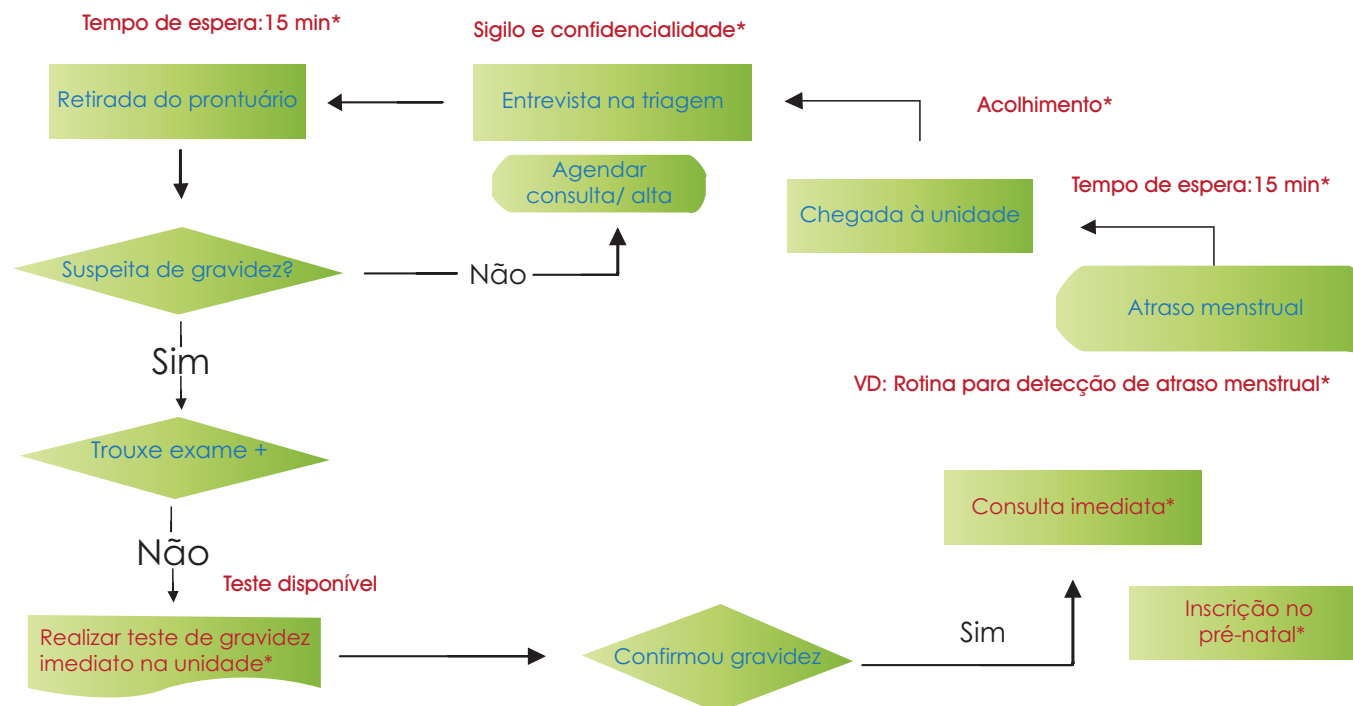 Tempo de espera:15 min*
Sigilo e confidencialidade*
Retirada do prontuário
Entrevista na triagem
Acolhimento*
Agendar
consulta/ alta
Tempo de espera:15 min*
Chegada à unidade
Suspeita de gravidez?
Não
Atraso menstrual
Sim
VD: Rotina para detecção de atraso menstrual*
Trouxe exame +
Consulta imediata*
Não
Teste disponível
Inscrição no
pré-natal*
Realizar teste de gravidez
imediato na unidade*
Confirmou gravidez
Sim